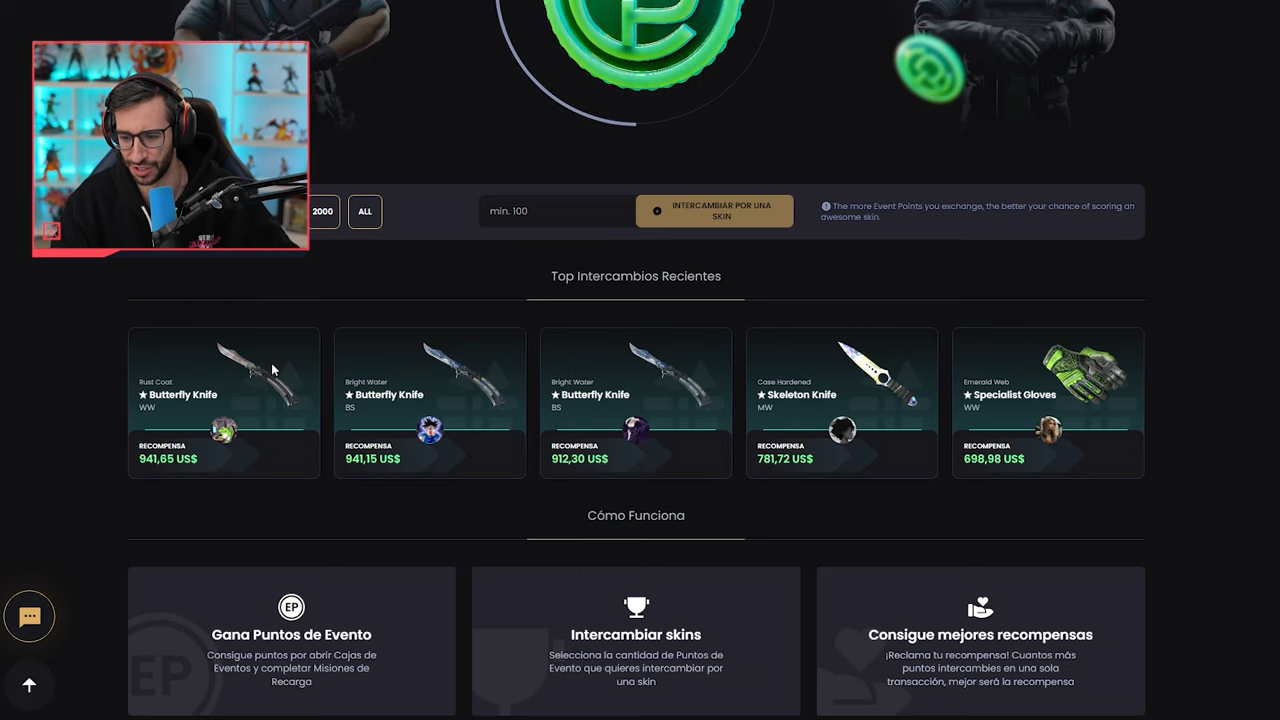 2000
ALL
min. 100
INTERCAMBIAR POR UNA
SKIN
The more Event Points you exchange, the better your chance of scoring an
awesome skin.
Top Intercambios Recientes
Rust Coat
★ Butterfly Knife
WW
RECOMPENSA
941,65 US$
Bright Water
★ Butterfly Knife
BS
RECOMPENSA
941,15 US$
Bright Water
★ Butterfly Knife
BS
RECOMPENSA
912,30 US$
Case Hardened
★ Skeleton Knife
MW
RECOMPENSA
781,72 US$
Emerald Web
★ Specialist Gloves
WW
RECOMPENSA
698,98 US$
Cómo Funciona
EP
Gana Puntos de Evento
Consigue puntos por abrir Cajas de
Eventos y completar Misiones de
Recarga
EP
Intercambiar skins
Selecciona la cantidad de Puntos de
Evento que quieres intercambiar por
una skin
Consigue mejores recompensas
¡Reclama tu recompensa! Cuantos más
puntos intercambies en una sola
transacción, mejor será la recompensa